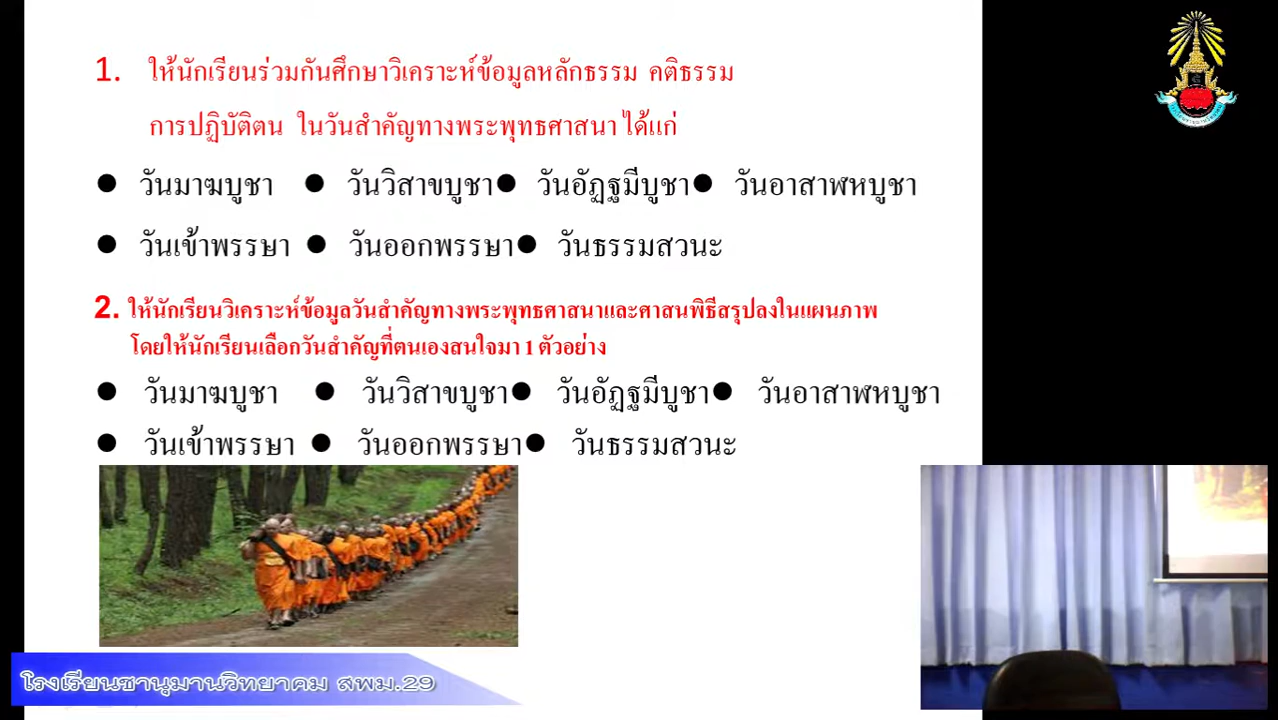 1. ให้นักเรียนร่วมกันศึกษาวิเคราะห์ข้อมูลหลักธรรม คติธรรม
การปฏิบัติตน ในวันสำคัญทางพระพุทธศาสนา ได้แก่
● วันมาฆบูชา ● วันวิสาขบูชา ● วันอัฏฐมีบูชา ● วันอาสาฬหบูชา
● วันเข้าพรรษา ● วันออกพรรษา ● วันธรรมสวนะ
2. ให้นักเรียนวิเคราะห์ข้อมูลวันสำคัญทางพระพุทธศาสนาและศาสนพิธีสรุปลงในแผนภาพ
โดยให้นักเรียนเลือกวันสำคัญที่ตนเองสนใจมา 1 ตัวอย่าง
● วันมาฆบูชา ● วันวิสาขบูชา ● วันอัฏฐมีบูชา ● วันอาสาฬหบูชา
● วันเข้าพรรษา ● วันออกพรรษา ● วันธรรมสวนะ
โรงเรียนชานุมานวิทยาคม สพม.29